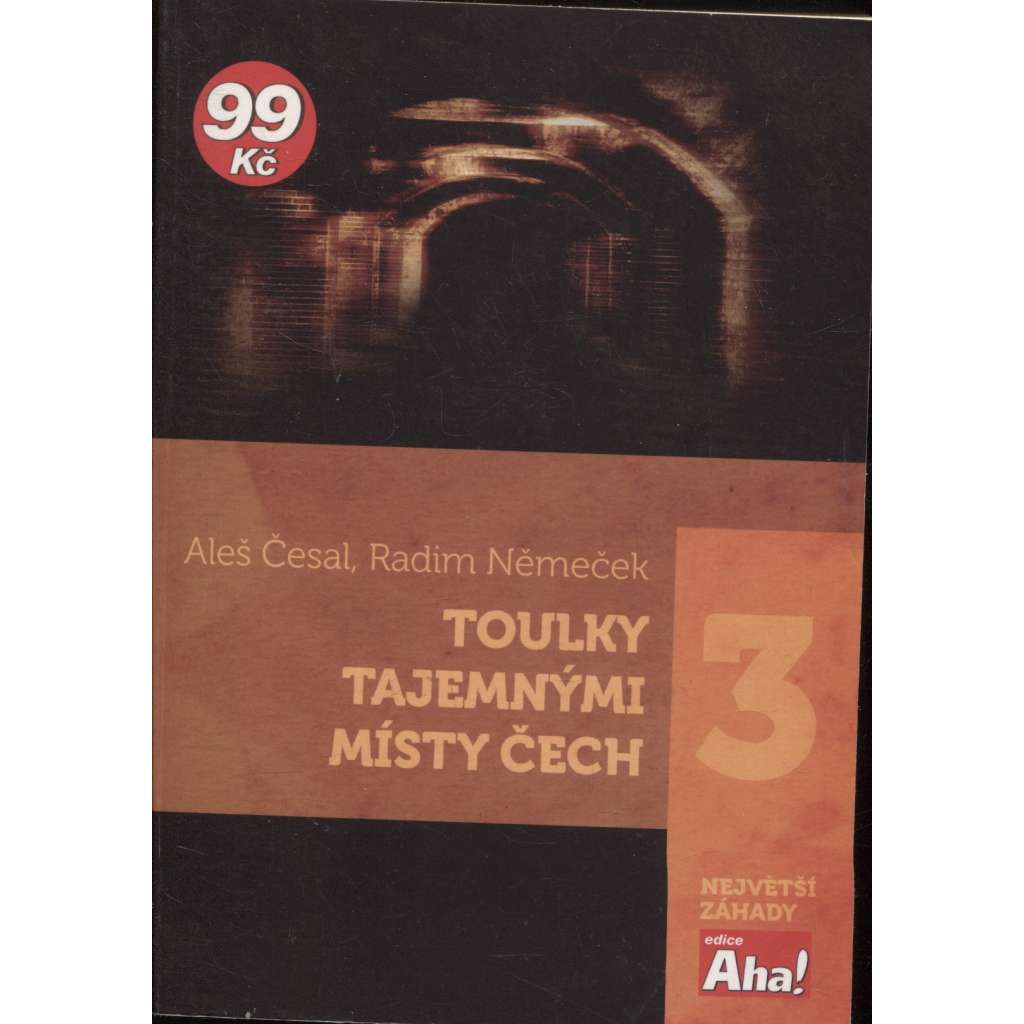 99
Kč
Aleš Česal, Radim Němeček
TOULKY
TAJEMNÝMI
MÍSTY ČECH
3
NEJVĚTŠÍ
ZÁHADY
edice
Aha!